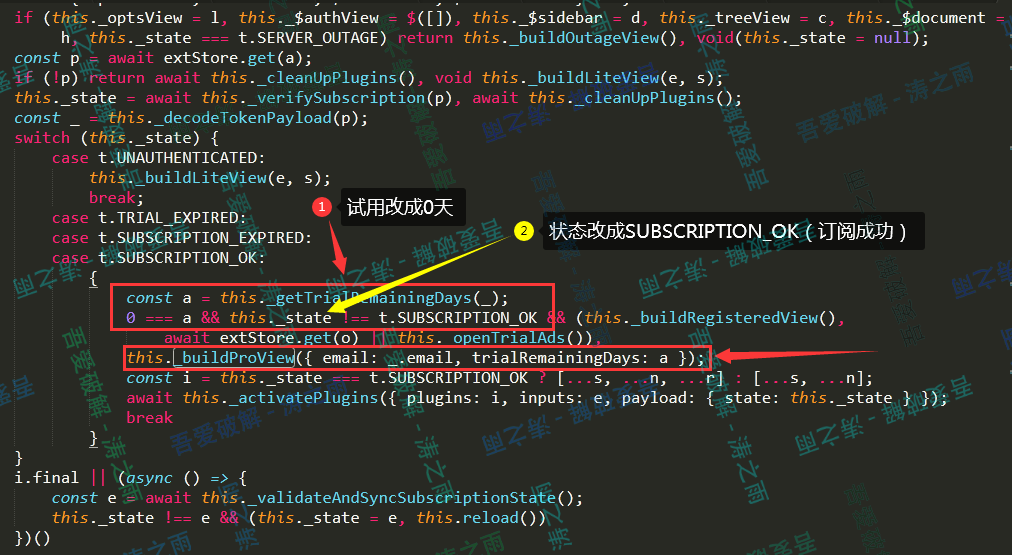 if (this._optsView = l, this._$authView = $([]), this._$sidebar = d, this._treeView = c, this._$document =
h, this._state === t.SERVER_OUTAGE) return this._buildOutageView(), void(this._state = null);
const p = await extStore.get(a);
if (!p) return await this._cleanUpPlugins(), void this._buildLiteView(e, s);
this._state = await this._verifySubscription(p), await this._cleanUpPlugins();
const _ = this._decodeTokenPayload(p);
switch (this._state) {
case t.UNAUTHENTICATED:
this._buildLiteView(e, s);
break;
case t.TRIAL_EXPIRED:
1 试用改成0天
case t.SUBSCRIPTION_EXPIRED:
2 状态改成SUBSCRIPTION_OK（订阅成功）
case t.SUBSCRIPTION_OK:
{
const a = this._getTrialRemainingDays(_);
0 === a && this._state !== t.SUBSCRIPTION_OK && (this._buildRegisteredView(),
await extStore.get(o) || this._openTrialAds()),
this._buildProView({ email: _.email, trialRemainingDays: a });
const i = this._state === t.SUBSCRIPTION_OK ? [...s, ...n, ...r] : [...s, ...n];
await this._activatePlugins({ plugins: i, inputs: e, payload: { state: this._state } });
break
}
}
i.final || (async () => {
const e = await this._validateAndSyncSubscriptionState();
this._state !== e && (this._state = e, this.reload())
})()
吾爱破解 - 涛之雨